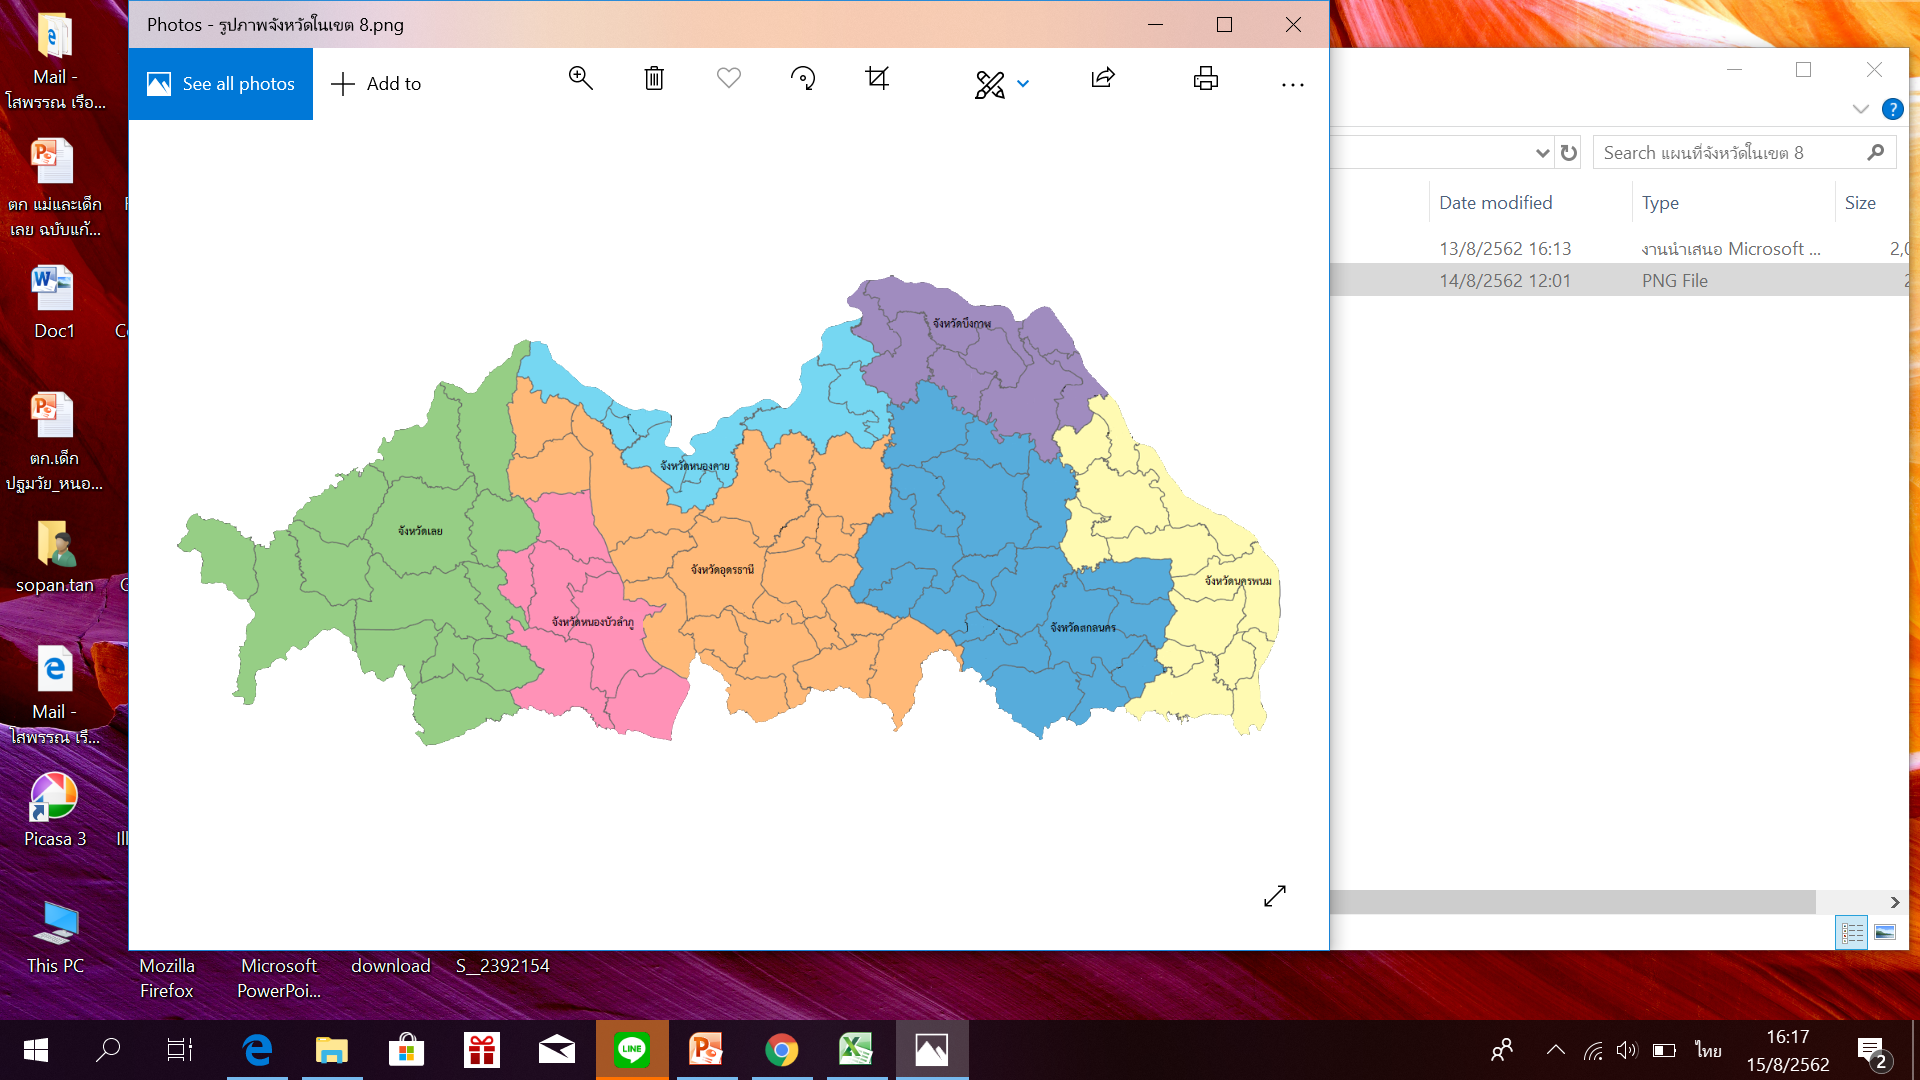 Photos - รูปภาพจังหวัดในเขต 8.png
See all photos
Add to
จังหวัดบึงกาฬ
จังหวัดหนองคาย
จังหวัดเลย
จังหวัดอุดรธานี
จังหวัดนครพนม
จังหวัดหนองบัวลำภู
จังหวัดสกลนคร
Search แผนที่จังหวัดในเขต 8
Date modified
Type
Size
13/8/2562 16:13
งานนำเสนอ Microsoft ...
14/8/2562 12:01
PNG File
Mail -
โสพรรณ เรือ...
ตก แม่และเด็ก
เลย ฉบับแก้...
Doc1
ตก.เด็ก
ปฐมวัย_หนอ...
sopan.tan
Mail -
โสพรรณ เรื...
Picasa 3
This PC
Mozilla
Firefox
Microsoft
PowerPoi...
download
S__2392154
LINE
ไทย
16:17
15/8/2562
2